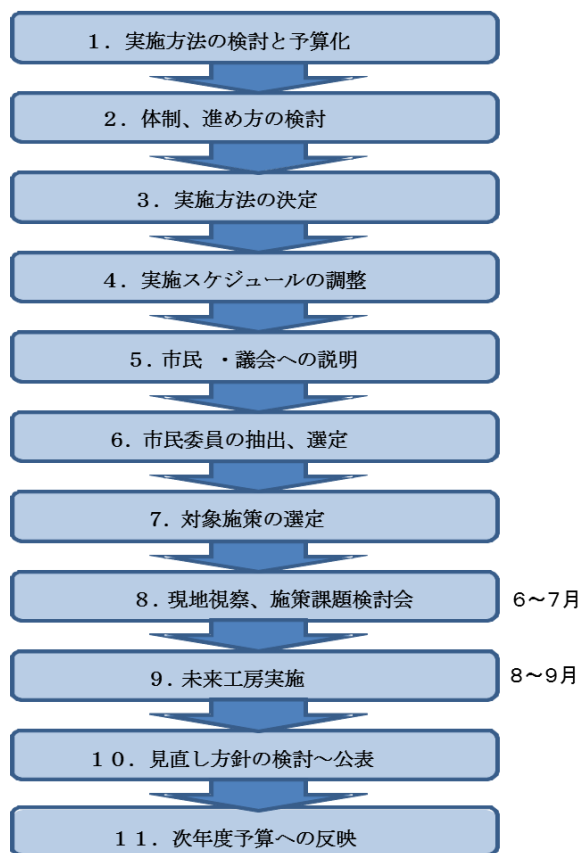 １．実施方法の検討と予算化
２．体制、進め方の検討
３．実施方法の決定
４．実施スケジュールの調整
５．市民　・議会への説明
６．市民委員の抽出、選定
７．対象施策の選定
８．現地視察、施策課題検討会　６～７月
９．未来工房実施　８～９月
１０．見直し方針の検討～公表
１１．次年度予算への反映